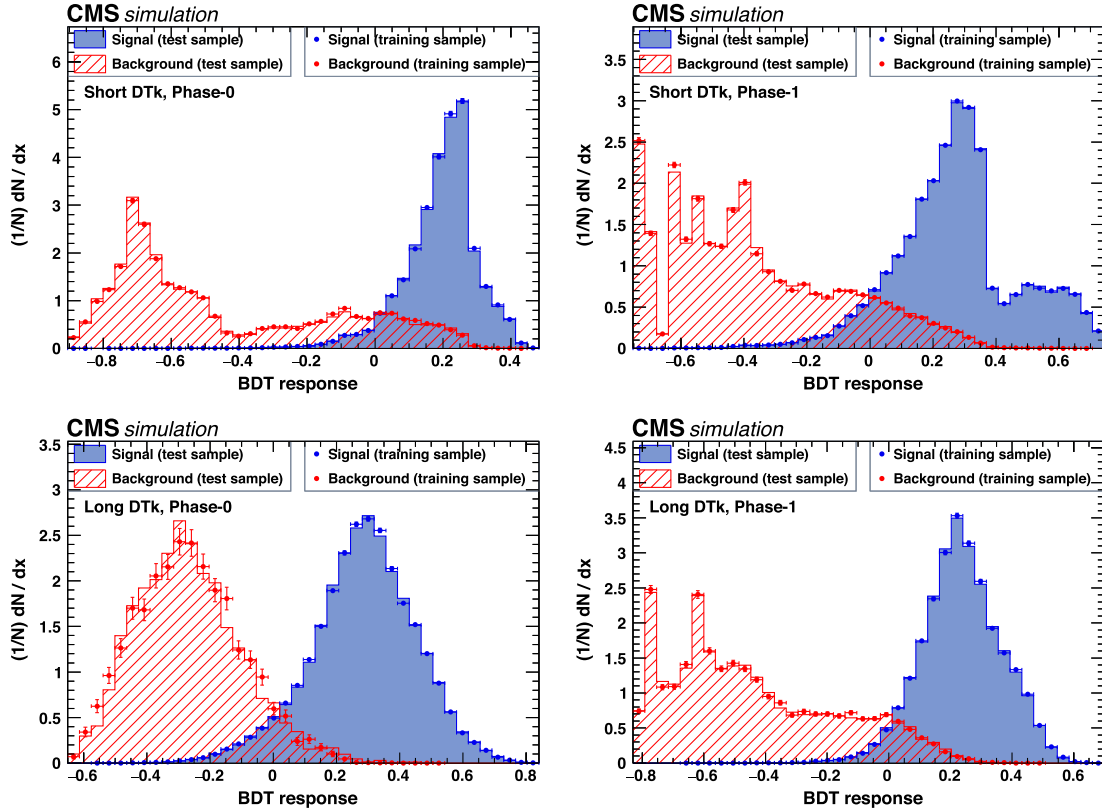 CMS simulation
Signal (test sample)
Signal (training sample)
Background (test sample)
Background (training sample)
Short DTk, Phase-0
(1/N) dN / dx
6
5
4
3
2
1
0
−0.8 −0.6 −0.4 −0.2 0 0.2 0.4
BDT response
CMS simulation
Signal (test sample)
Signal (training sample)
Background (test sample)
Background (training sample)
Short DTk, Phase-1
(1/N) dN / dx
3.5
3
2.5
2
1.5
1
0.5
0
−0.6 −0.4 −0.2 0 0.2 0.4 0.6
BDT response
CMS simulation
Signal (test sample)
Signal (training sample)
Background (test sample)
Background (training sample)
Long DTk, Phase-0
(1/N) dN / dx
3.5
3
2.5
2
1.5
1
0.5
0
−0.6 −0.4 −0.2 0 0.2 0.4 0.6 0.8
BDT response
CMS simulation
Signal (test sample)
Signal (training sample)
Background (test sample)
Background (training sample)
Long DTk, Phase-1
(1/N) dN / dx
4.5
4
3.5
3
2.5
2
1.5
1
0.5
0
−0.8 −0.6 −0.4 −0.2 0 0.2 0.4 0.6
BDT response